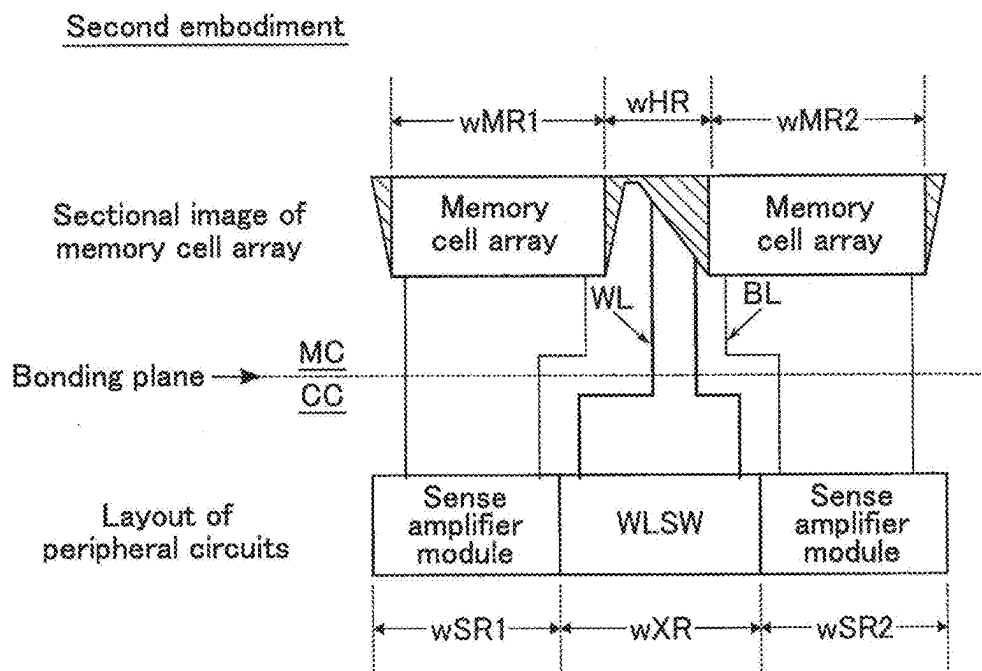 Second embodiment
wMR1
wHR
wMR2
Sectional image of
memory cell array
Memory
cell array
Memory
cell array
WL
BL
Bonding plane
MC
CC
Layout of
peripheral circuits
Sense
amplifier
module
WLSW
Sense
amplifier
module
wSR1
wXR
wSR2